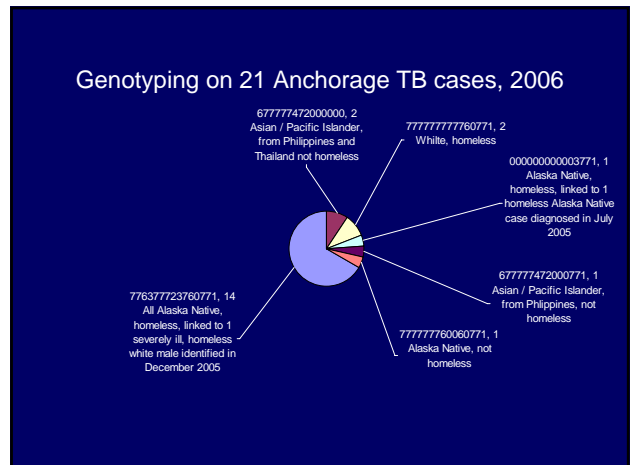 Genotyping on 21 Anchorage TB cases, 2006
677777472000000, 2
Asian / Pacific Islander,
from Philippines and
Thailand not homeless
777777777760771, 2
Whilte, homeless
000000000003771, 1
Alaska Native,
homeless, linked to 1
homeless Alaska Native
case diagnosed in July
2005
677777472000771, 1
Asian / Pacific Islander,
from Phlippines, not
homeless
777777760060771, 1
Alaska Native, not
homeless
776377723760771, 14
All Alaska Native,
homeless, linked to 1
severely ill, homeless
white male identified in
December 2005